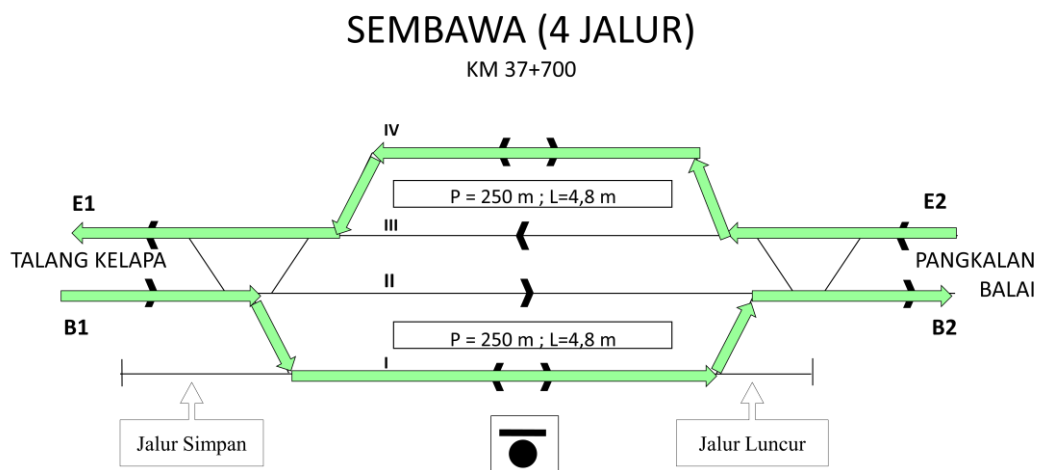 SEMBAWA (4 JALUR)
KM 37+700
IV
P = 250 m ; L=4,8 m
E1
E2
III
TALANG KELAPA
PANGKALAN
BALAI
II
B1
B2
P = 250 m ; L=4,8 m
I
Jalur Simpan
Jalur Luncur